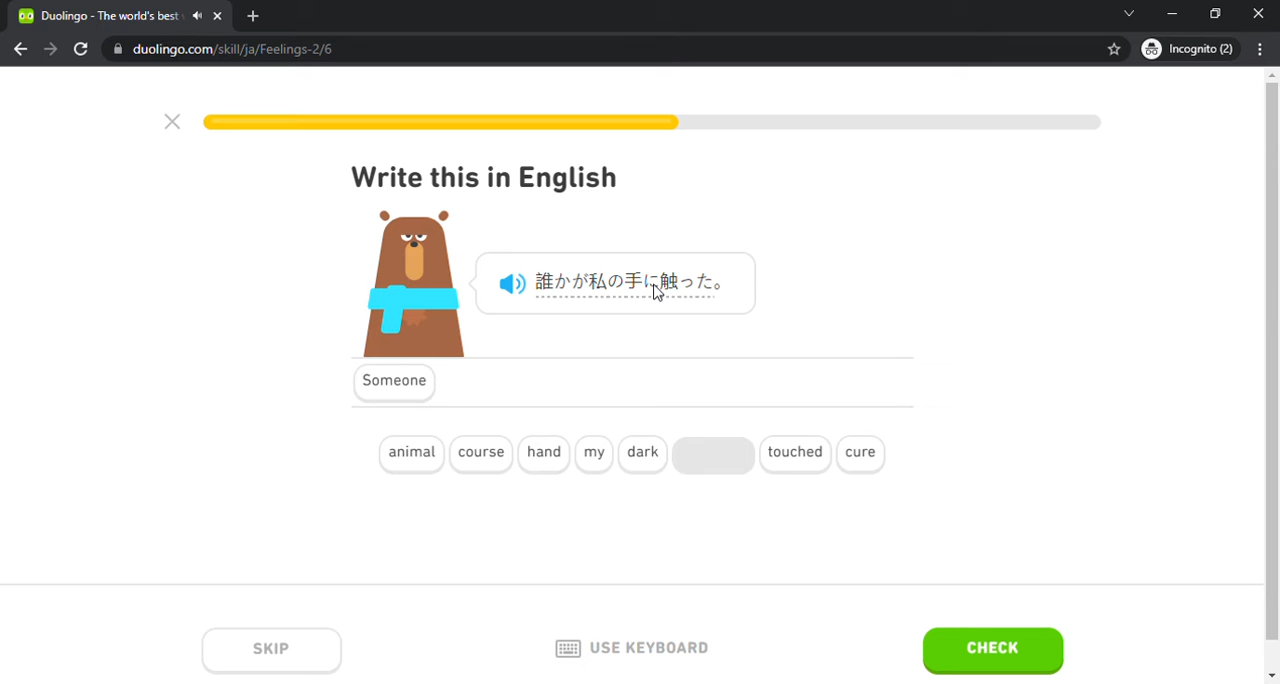 Duolingo - The world's best
duolingo.com/skill/ja/Feelings-2/6
Incognito (2)
Write this in English
誰かが私の手に触った。
Someone
animal course hand my dark touched cure
SKIP
USE KEYBOARD
CHECK